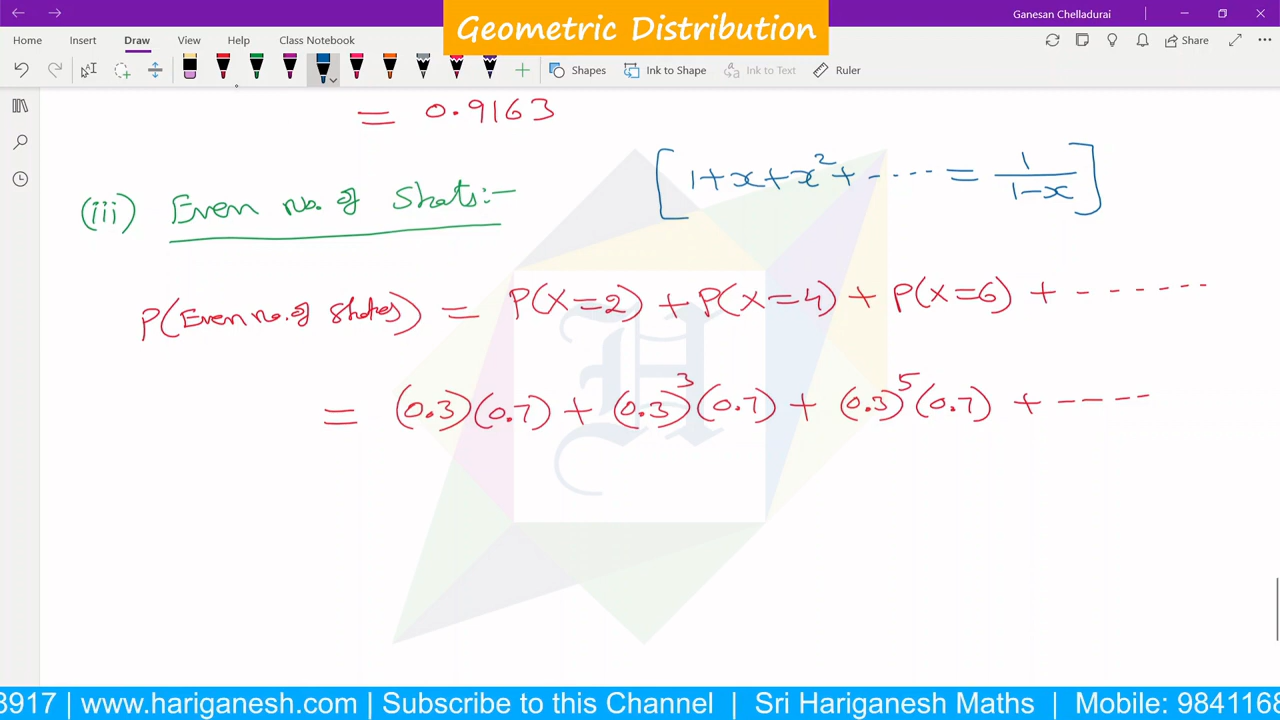 Geometric Distribution
Ganesan Chelladurai
Home Insert Draw View Help Class Notebook Share
Shapes Ink to Shape Ink to Text Ruler
= 0.9163
[1+x+x²+------ = 1/(1-x)]
(iii) Even no. of Shots:-
P(Even no. of Shotes) = P(X=2) + P(X=4) + P(X=6) + ------
= (0.3)(0.7) + (0.3)³(0.7) + (0.3)⁵(0.7) + ----
H
3917 | www.hariganesh.com | Subscribe to this Channel | Sri Hariganesh Maths | Mobile: 9841168